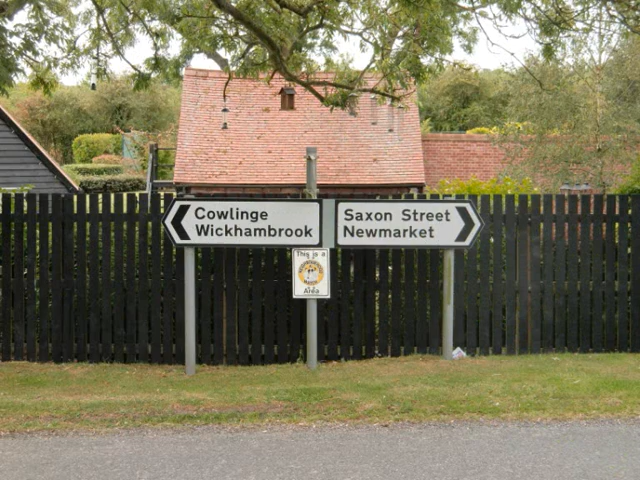 Cowlinge
Wickhambrook
Saxon Street
Newmarket
This is a
Area